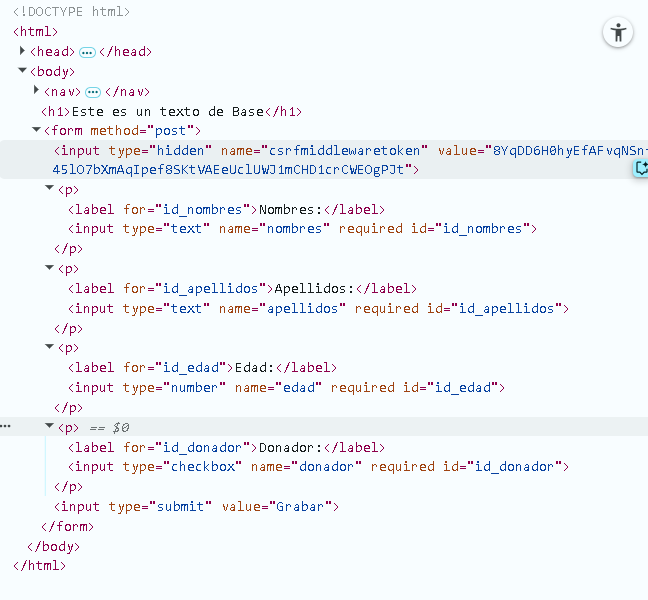 <!DOCTYPE html>
<html>
<head> ••• </head>
<body>
<nav> ••• </nav>
<h1>Este es un texto de Base</h1>
<form method="post">
<input type="hidden" name="csrfmiddlewaretoken" value="8YqDD6H0hyEfAFvqNSn
45lO7bXmAqIpef8SKtVAEeUclUWJ1mCHD1crCWEOgPJt">
<p>
<label for="id_nombres">Nombres:</label>
<input type="text" name="nombres" required id="id_nombres">
</p>
<p>
<label for="id_apellidos">Apellidos:</label>
<input type="text" name="apellidos" required id="id_apellidos">
</p>
<p>
<label for="id_edad">Edad:</label>
<input type="number" name="edad" required id="id_edad">
</p>
<p> == $0
<label for="id_donador">Donador:</label>
<input type="checkbox" name="donador" required id="id_donador">
</p>
<input type="submit" value="Grabar">
</form>
</body>
</html>